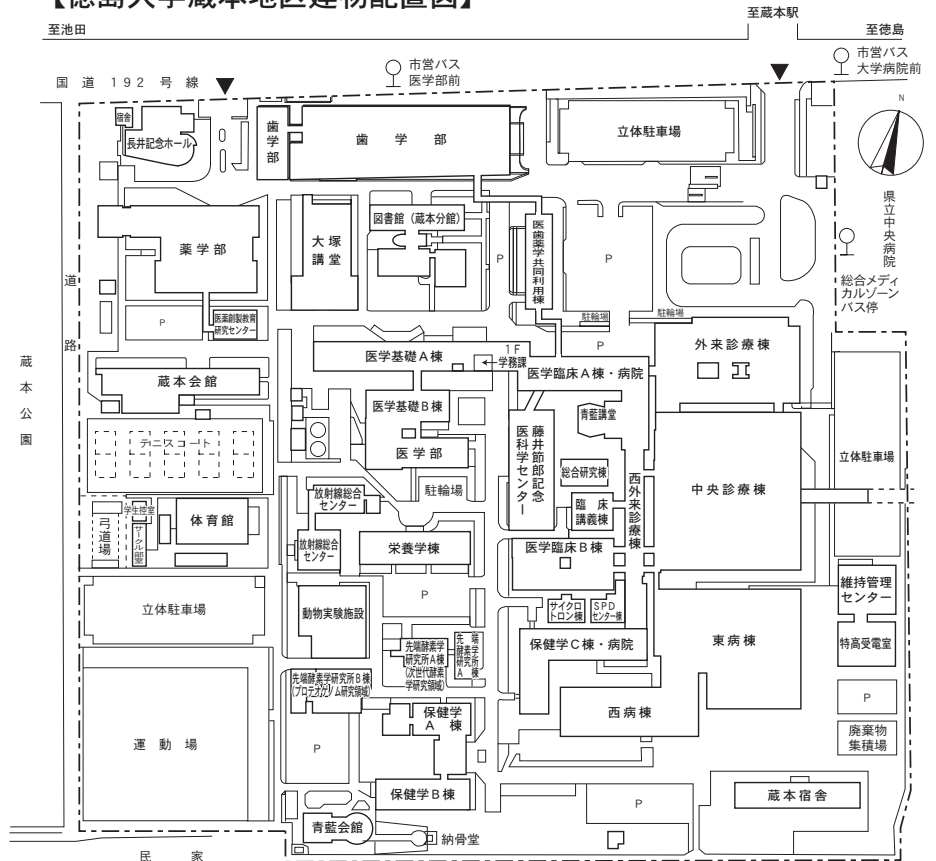 【徳島大学蔵本地区建物配置図】
至蔵本駅
至池田
至徳島
市営バス
医学部前
市営バス
大学病院前
国道192号線
N
宿舎
長井記念ホール
歯学部
歯学部
立体駐車場
県立中央病院
総合メディ
カルゾーン
バス停
薬学部
大塚
講堂
図書館(蔵本分館)
医歯薬学共同利用棟
P
P
道路
P
医薬創製教育
研究センター
駐輪場
駐輪場
P
外来診療棟
医学基礎A棟
1F
←学務課
医学臨床A棟・病院
蔵本公園
蔵本会館
医学基礎B棟
青藍講堂
藤井節郎記念
医科学センター
テニスコート
医学部
立体駐車場
総合研究棟
西外来診療棟
中央診療棟
放射線総合
センター
駐輪場
臨床
講義棟
学生控室
弓道場
サークル部室
体育館
放射線総合
センター
栄養学棟
医学臨床B棟
維持管理
センター
立体駐車場
動物実験施設
P
サイクロ
トロン棟
SPD
センター棟
東病棟
先端酵素学
研究所A棟
(次世代酵素
学研究領域)
先端
酵素学
研究所
A棟
保健学C棟・病院
特高受電室
先端酵素学研究所B棟
(プロテオゲノム研究領域)
P
運動場
P
保健学
A棟
西病棟
廃棄物
集積場
保健学B棟
P
蔵本宿舎
青藍会館
納骨堂
民家